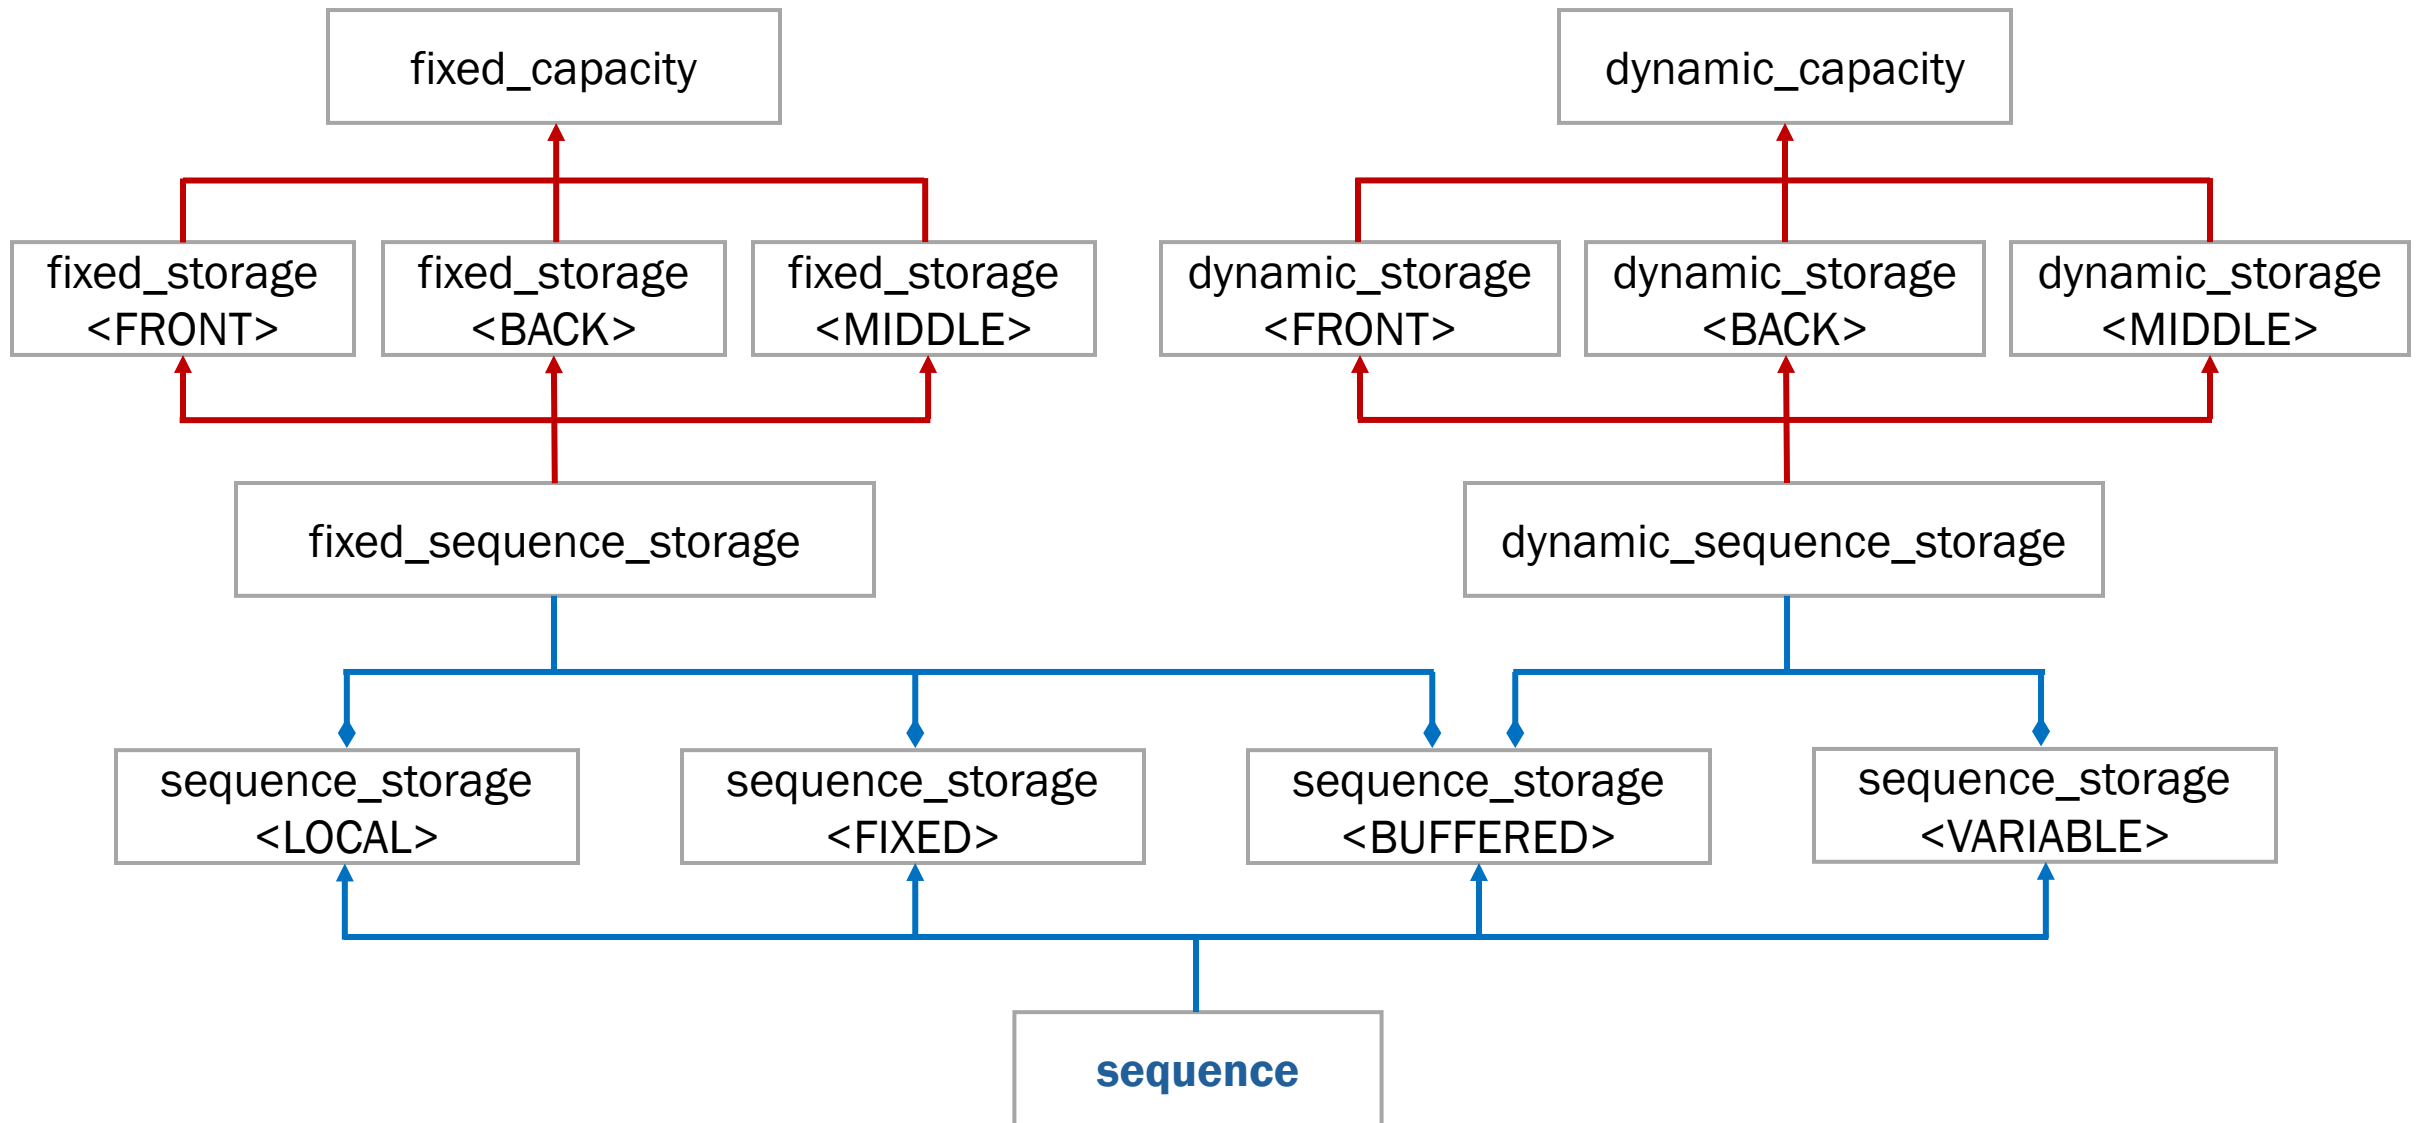 fixed_capacity
dynamic_capacity
fixed_storage
<FRONT>
fixed_storage
<BACK>
fixed_storage
<MIDDLE>
dynamic_storage
<FRONT>
dynamic_storage
<BACK>
dynamic_storage
<MIDDLE>
fixed_sequence_storage
dynamic_sequence_storage
sequence_storage
<LOCAL>
sequence_storage
<FIXED>
sequence_storage
<BUFFERED>
sequence_storage
<VARIABLE>
sequence